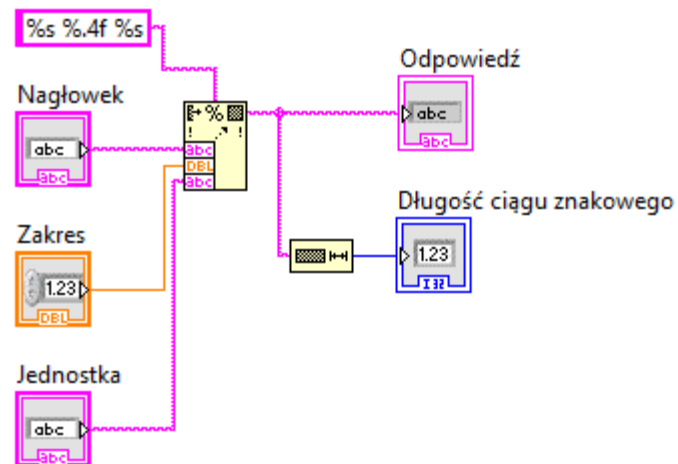 %s %.4f %s
Odpowiedź
Nagłowek
abc
abc
abc
DBL
abc
abc
abc
Długość ciągu znakowego
Zakres
1.23
DBL
1.23
I32
Jednostka
abc
abc